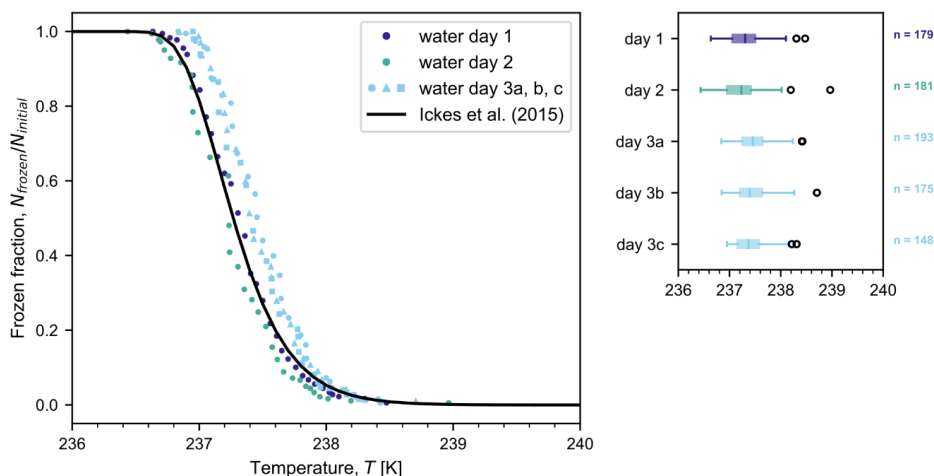 1.0
0.8
0.6
0.4
0.2
0.0
Frozen fraction, N_frozen/N_initial
water day 1
water day 2
water day 3a, b, c
Ickes et al. (2015)
236
237
238
239
240
Temperature, T [K]
day 1
day 2
day 3a
day 3b
day 3c
n = 179
n = 181
n = 193
n = 175
n = 148
236
237
238
239
240